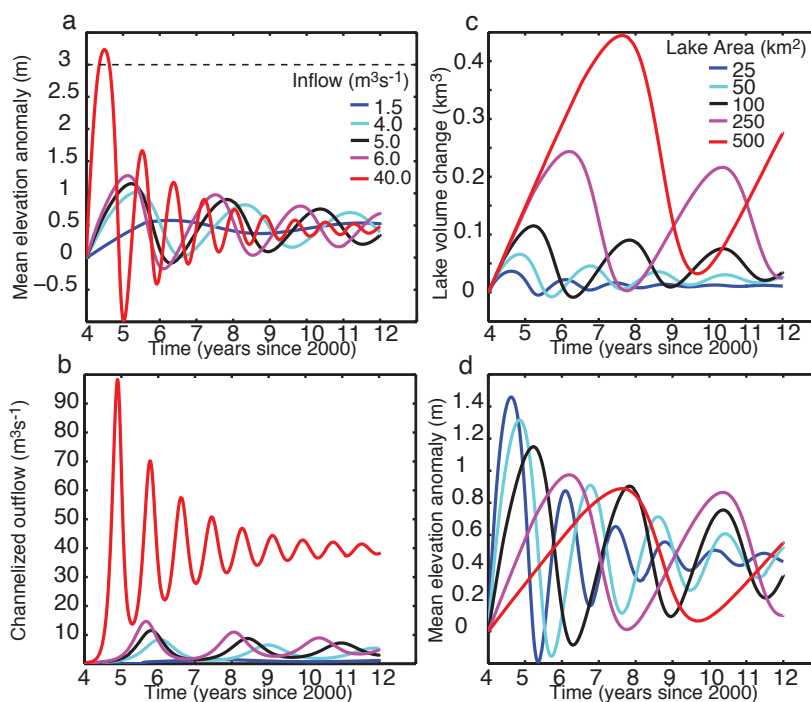 a
Mean elevation anomaly (m)
3
2
1
0.5
0
−0.5
-1
Inflow (m³s-¹)
1.5
4.0
5.0
6.0
40.0
4 5 6 7 8 9 10 11 12
Time (years since 2000)
c
Lake volume change (km³)
0.4
0.3
0.2
0.1
0
Lake Area (km²)
25
50
100
250
500
4 5 6 7 8 9 10 11 12
Time (years since 2000)
b
Channelized outflow (m³s-¹)
90
80
70
60
50
40
30
20
10
4 5 6 7 8 9 10 11 12
Time (years since 2000)
d
Mean elevation anomaly (m)
1.4
1.2
0.8
0.6
0.4
0.2
0
4 5 6 7 8 9 10 11 12
Time (years since 2000)